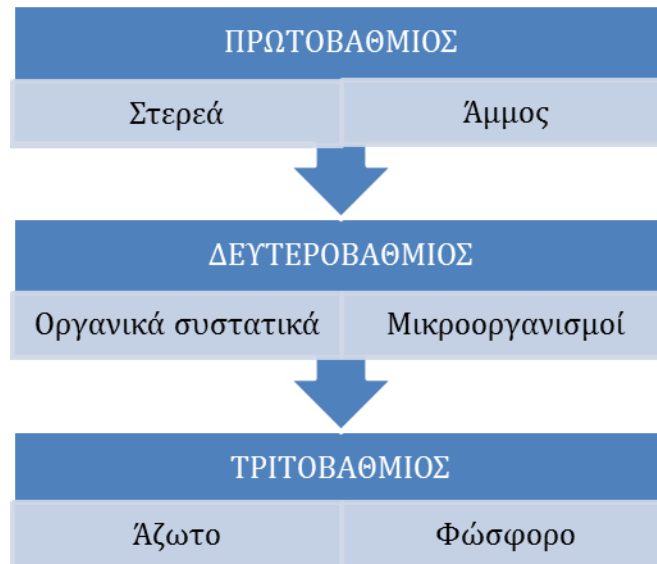 ΠΡΩΤΟΒΑΘΜΙΟΣ
Στερεά Άμμος
ΔΕΥΤΕΡΟΒΑΘΜΙΟΣ
Οργανικά συστατικά Μικροοργανισμοί
ΤΡΙΤΟΒΑΘΜΙΟΣ
Άζωτο Φώσφορο